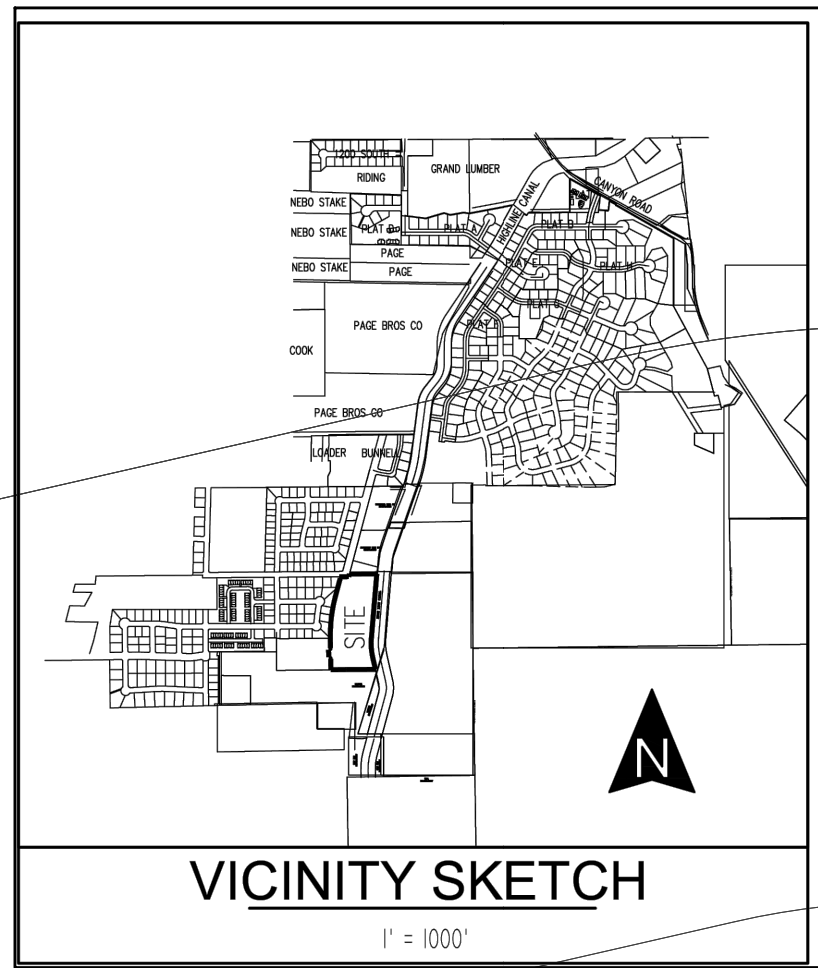 1200 SOUTH
RIDING
GRAND LUMBER
CANYON ROAD
HIGHLINE CANAL
NEBO STAKE
NEBO STAKE
PLAT B
PLAT A
PLAT D
PAGE
NEBO STAKE
PAGE
PLAT E
PLAT H
PLAT G
PAGE BROS CO
PLAT F
COOK
PAGE BROS CO
LOADER
BUNNELL
SITE
N
VICINITY SKETCH
1' = 1000'